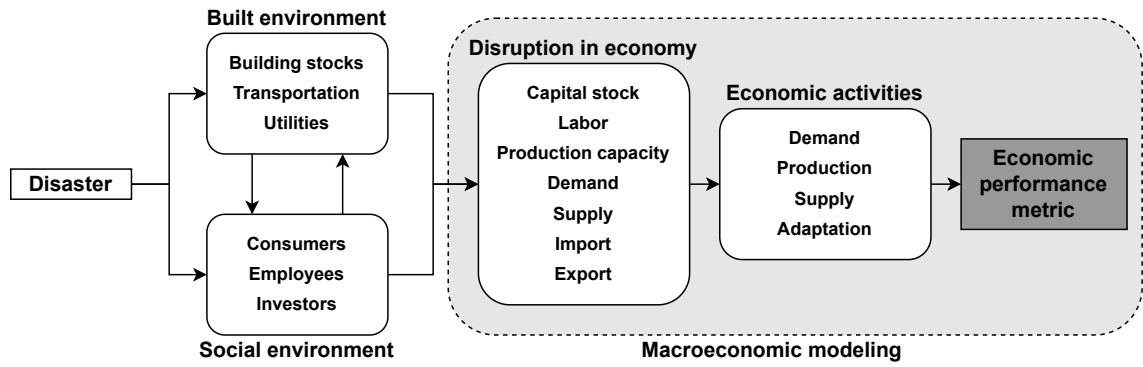 Disaster
Built environment
Building stocks
Transportation
Utilities
Consumers
Employees
Investors
Social environment
Disruption in economy
Capital stock
Labor
Production capacity
Demand
Supply
Import
Export
Economic activities
Demand
Production
Supply
Adaptation
Economic
performance
metric
Macroeconomic modeling